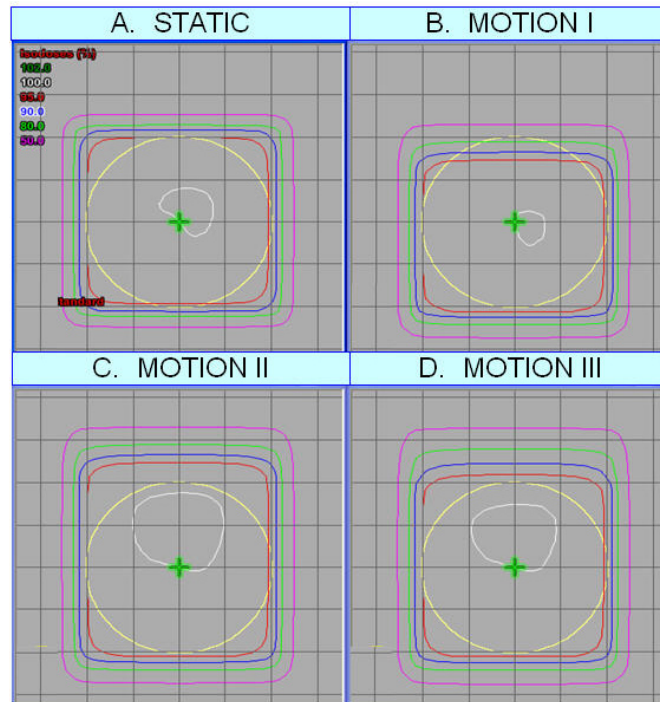 A. STATIC
B. MOTION I
Isodoses (%)
102.0
100.0
95.0
90.0
80.0
50.0
tandard
C. MOTION II
D. MOTION III